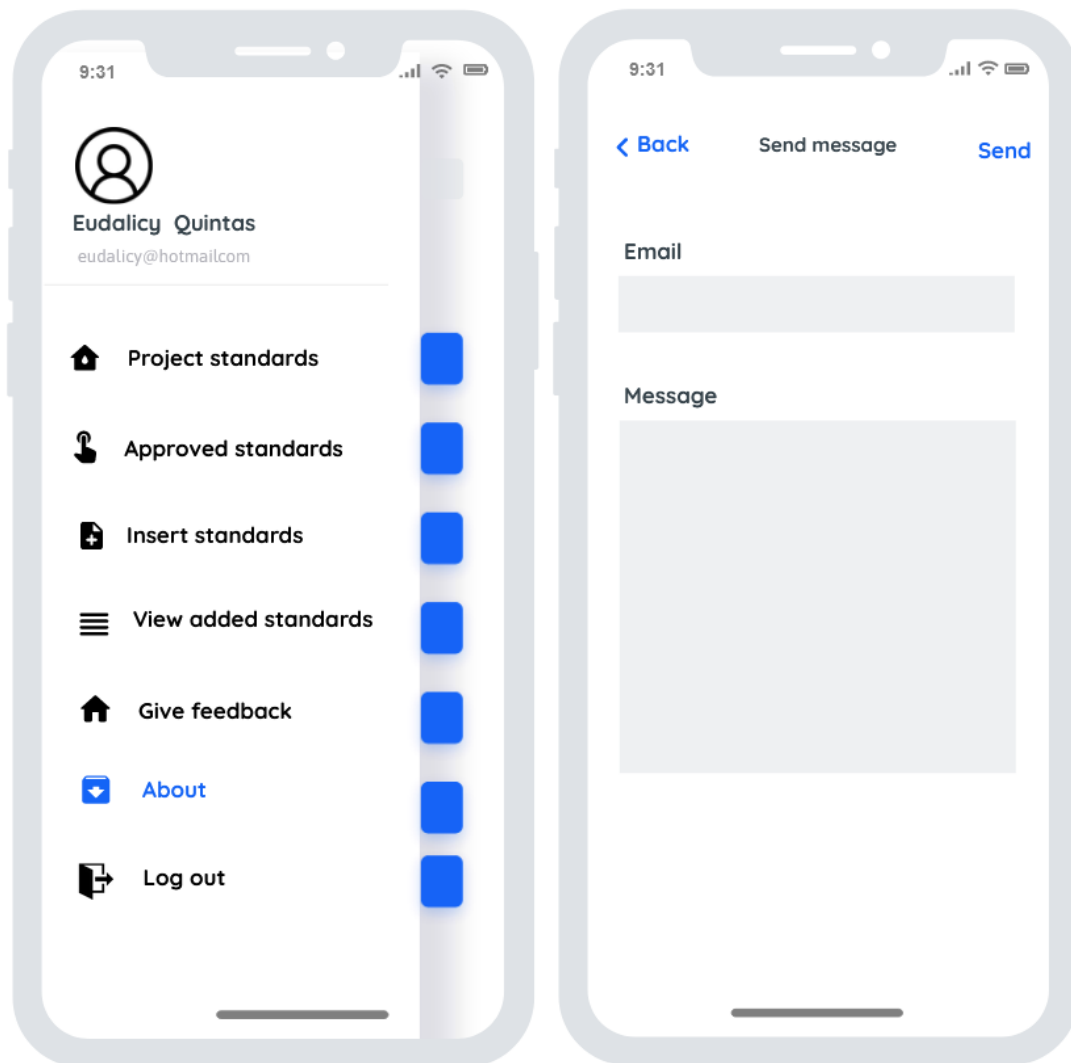 9:31
Eudalicy Quintas
eudalicy@hotmailcom
Project standards
Approved standards
Insert standards
View added standards
Give feedback
About
Log out
9:31
Back
Send message
Send
Email
Message